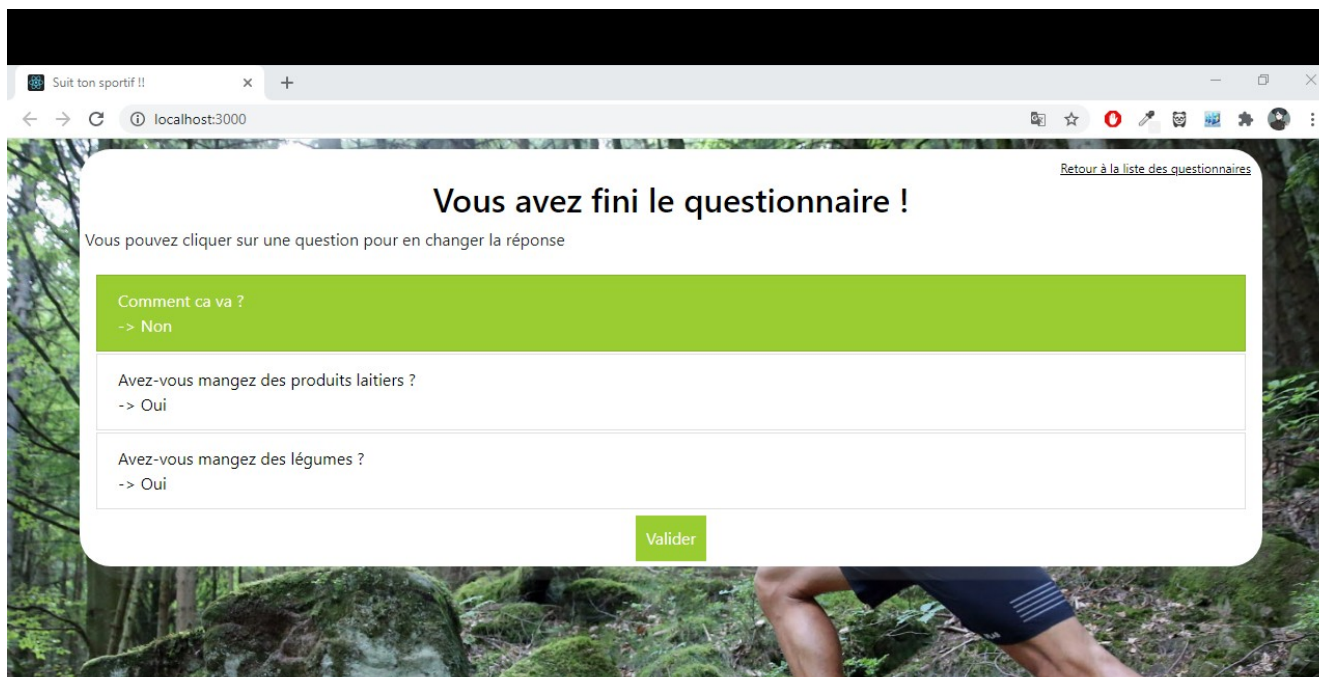 Suit ton sportif !!
localhost:3000
Retour à la liste des questionnaires
Vous avez fini le questionnaire !
Vous pouvez cliquer sur une question pour en changer la réponse
Comment ca va ?
-> Non
Avez-vous mangez des produits laitiers ?
-> Oui
Avez-vous mangez des légumes ?
-> Oui
Valider